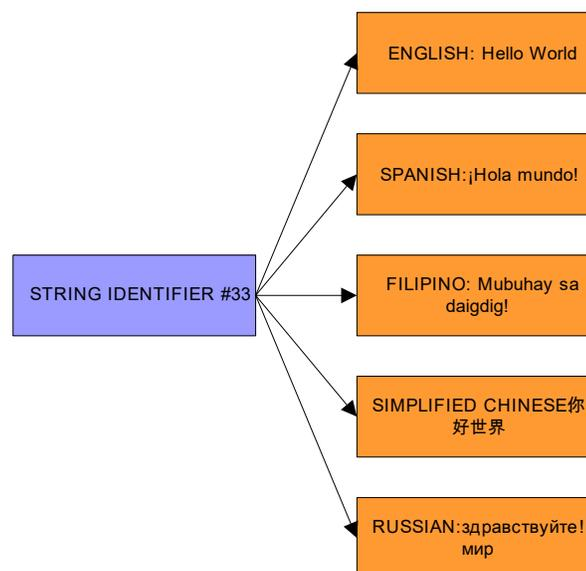 ENGLISH: Hello World
SPANISH:¡Hola mundo!
STRING IDENTIFIER #33
FILIPINO: Mubuhay sa
daigdig!
SIMPLIFIED CHINESE你
好世界
RUSSIAN:здравствуйте!
мир